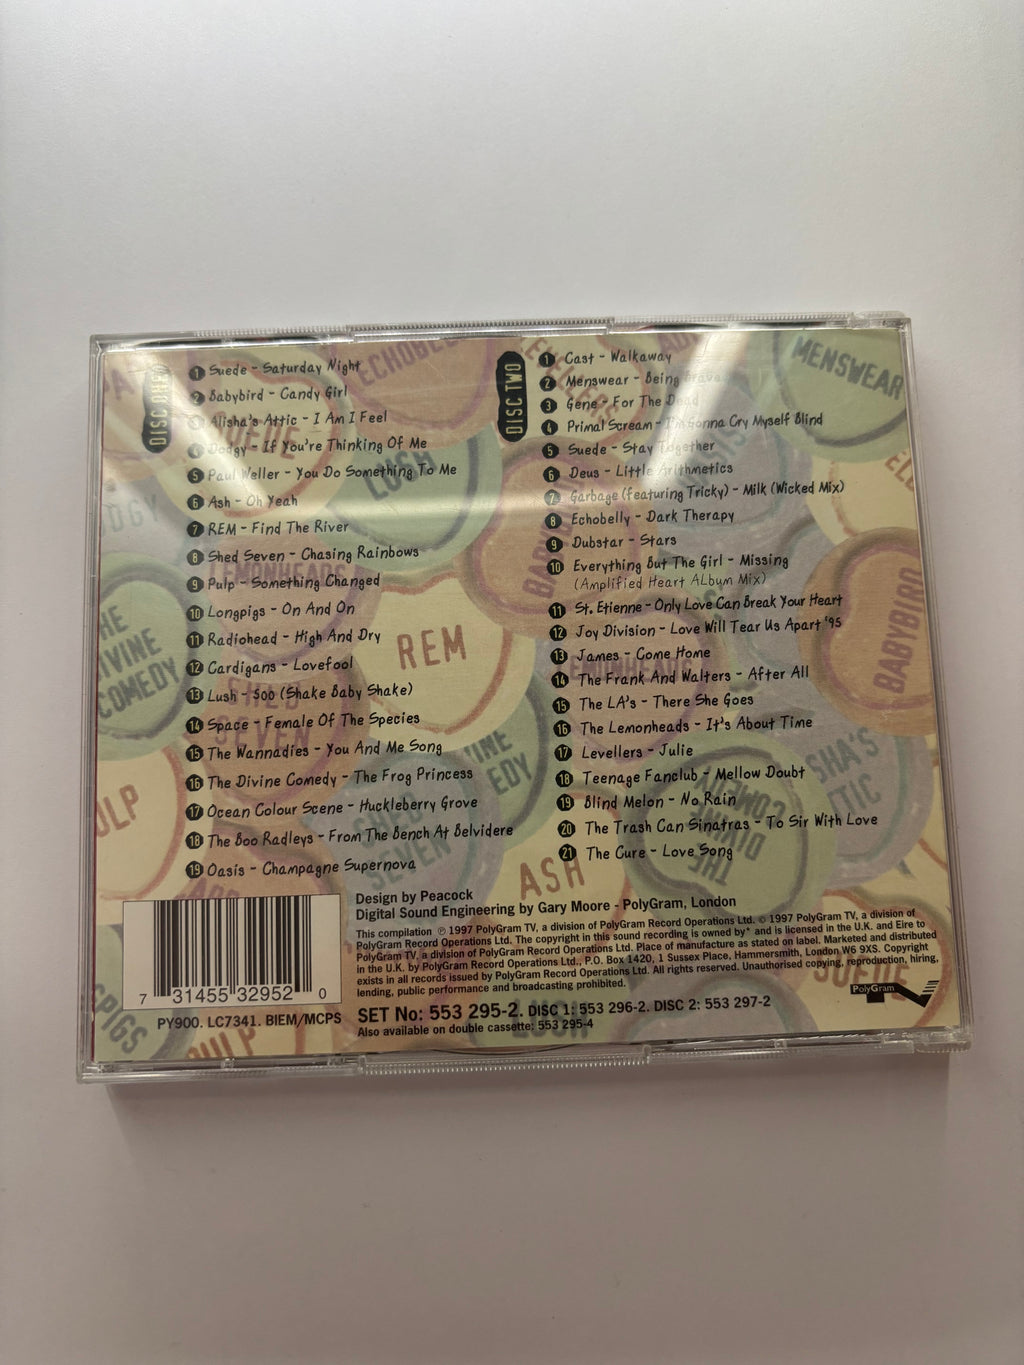 DISC ONE
1 Suede - Saturday Night
2 Babybird - Candy Girl
3 Alisha's Attic - I Am I Feel
4 Dodgy - If You're Thinking Of Me
5 Paul Weller - You Do Something To Me
6 Ash - Oh Yeah
7 REM - Find The River
8 Shed Seven - Chasing Rainbows
9 Pulp - Something Changed
10 Longpigs - On And On
11 Radiohead - High And Dry
12 Cardigans - Lovefool
13 Lush - 500 (Shake Baby Shake)
14 Space - Female Of The Species
15 The Wannadies - You And Me Song
16 The Divine Comedy - The Frog Princess
17 Ocean Colour Scene - Huckleberry Grove
18 The Boo Radleys - From The Bench At Belvidere
19 Oasis - Champagne Supernova
DISC TWO
1 Cast - Walkaway
2 Menswear - Being Brave
3 Gene - For The Dead
4 Primal Scream - I'm Gonna Cry Myself Blind
5 Suede - Stay Together
6 Deus - Little Arithmetics
7 Garbage (Featuring Tricky) - Milk (Wicked Mix)
8 Echobelly - Dark Therapy
9 Dubstar - Stars
10 Everything But The Girl - Missing
(Amplified Heart ALbum Mix)
11 St. Etienne - Only Love Can Break Your Heart
12 Joy Division - Love Will Tear Us Apart '95
13 James - Come Home
14 The Frank And Walters - After All
15 The LA's - There She Goes
16 The Lemonheads - It's About Time
17 Levellers - Julie
18 Teenage Fanclub - Mellow Doubt
19 Blind Melon - No Rain
20 The Trash Can Sinatras - To Sir With Love
21 The Cure - Love Song
MENSWEAR
LUSH
REM
BABYBIRD
BABYBIRD
DIVINE
COMEDY
SHED
SEVEN
LEMONHEADS
THE
DIVINE
COMEDY
ASH
SUEDE
LUSH
Design by Peacock
Digital Sound Engineering by Gary Moore - PolyGram, London
This compilation ℗ 1997 PolyGram TV, a division of PolyGram Record Operations Ltd. © 1997 PolyGram TV, a division of
PolyGram Record Operations Ltd. The copyright in this sound recording is owned by* and is licensed in the U.K. and Eire to
PolyGram TV, a division of PolyGram Record Operations Ltd. Place of manufacture as stated on label. Marketed and distributed
in the U.K. by PolyGram Record Operations Ltd., P.O. Box 1420, 1 Sussex Place, Hammersmith, London W6 9XS. Copyright
exists in all records issued by PolyGram Record Operations Ltd. All rights reserved. Unauthorised copying, reproduction, hiring,
lending, public performance and broadcasting prohibited.
PolyGram
7 31455 32952 0
PY900. LC7341. BIEM/MCPS
SET No: 553 295-2. DISC 1: 553 296-2. DISC 2: 553 297-2
Also available on double cassette: 553 295-4